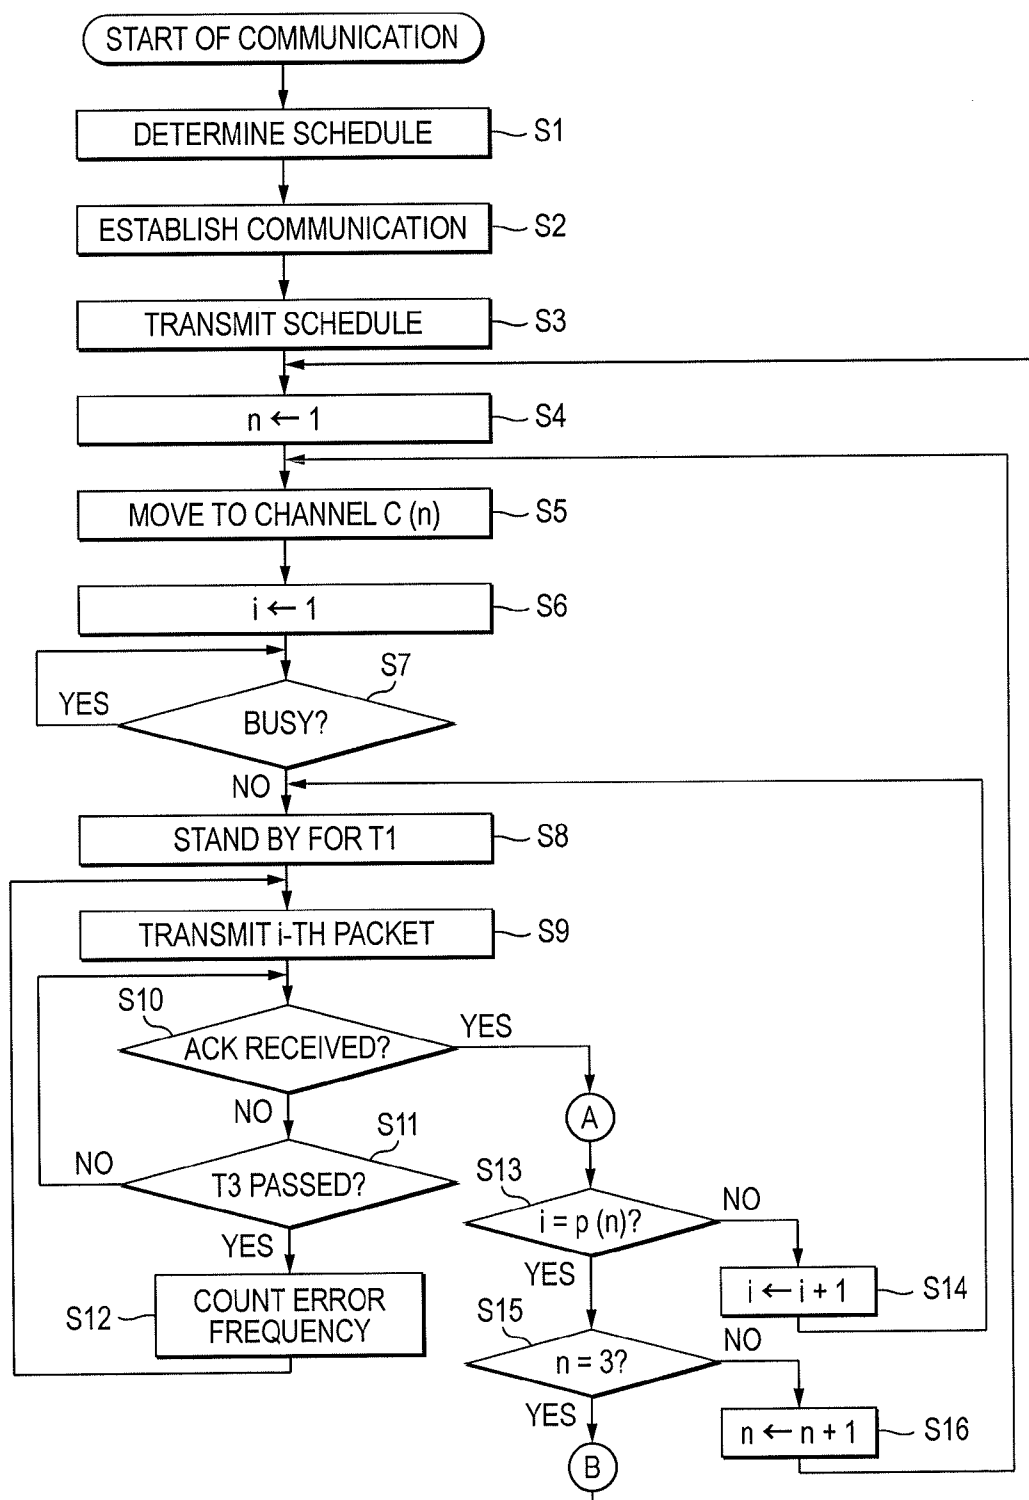 START OF COMMUNICATION
DETERMINE SCHEDULE
S1
ESTABLISH COMMUNICATION
S2
TRANSMIT SCHEDULE
S3
n ← 1
S4
MOVE TO CHANNEL C (n)
S5
i ← 1
S6
S7
YES
BUSY?
NO
STAND BY FOR T1
S8
TRANSMIT i-TH PACKET
S9
S10
YES
ACK RECEIVED?
NO
A
S11
NO
T3 PASSED?
YES
S13
NO
i = p (n)?
YES
S12
COUNT ERROR
FREQUENCY
i ← i + 1
S14
S15
NO
n = 3?
YES
n ← n + 1
S16
B